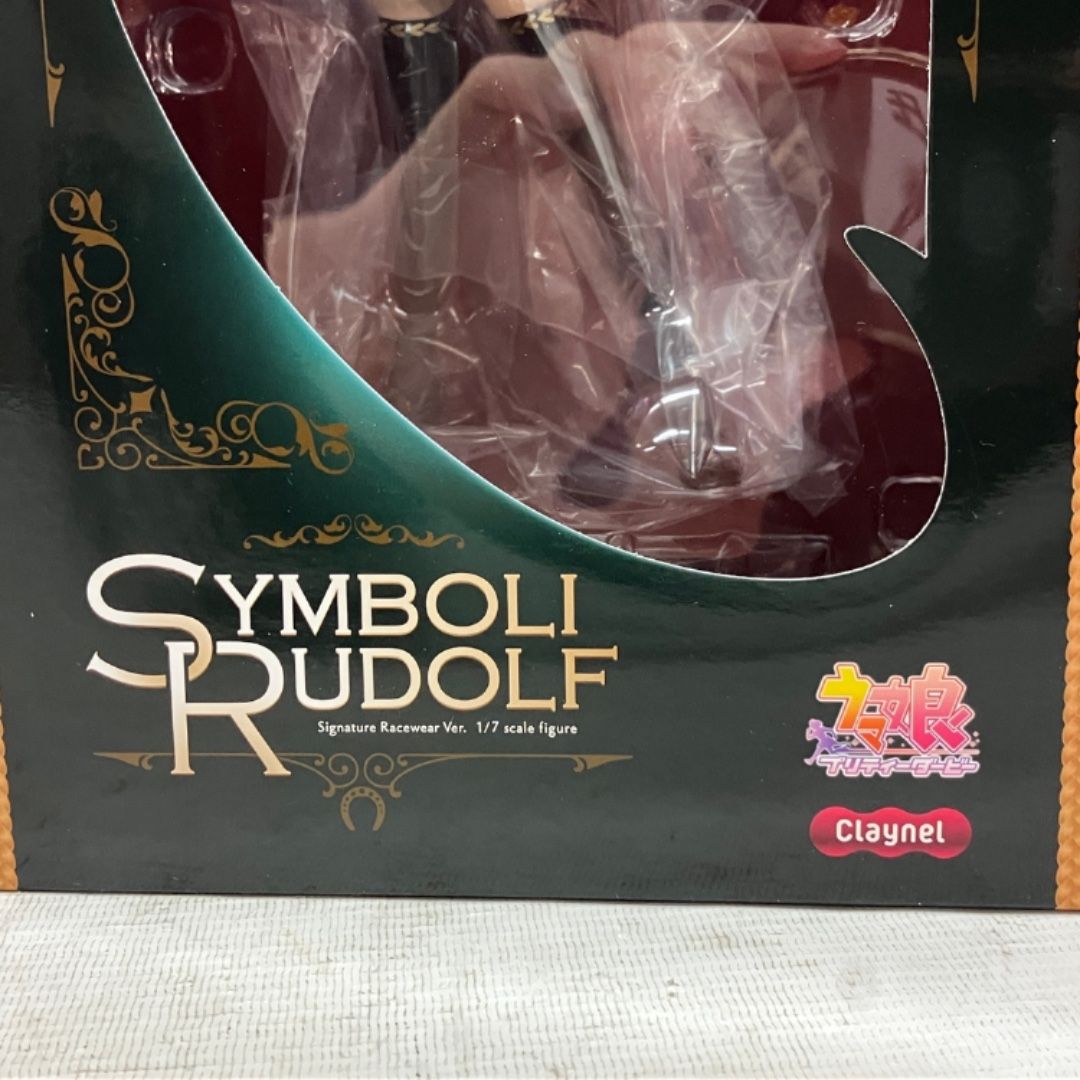 SYMBOLI
RUDOLF
Signature Racewear Ver. 1/7 scale figure
ウマ娘
プリティーダービー
Claynel